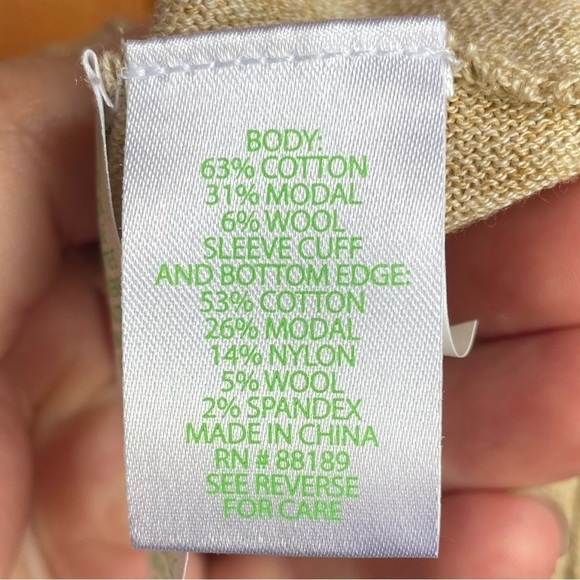 BODY:
63% COTTON
31% MODAL
6% WOOL
SLEEVE CUFF
AND BOTTOM EDGE:
53% COTTON
26% MODAL
14% NYLON
5% WOOL
2% SPANDEX
MADE IN CHINA
RN # 88189
SEE REVERSE
FOR CARE